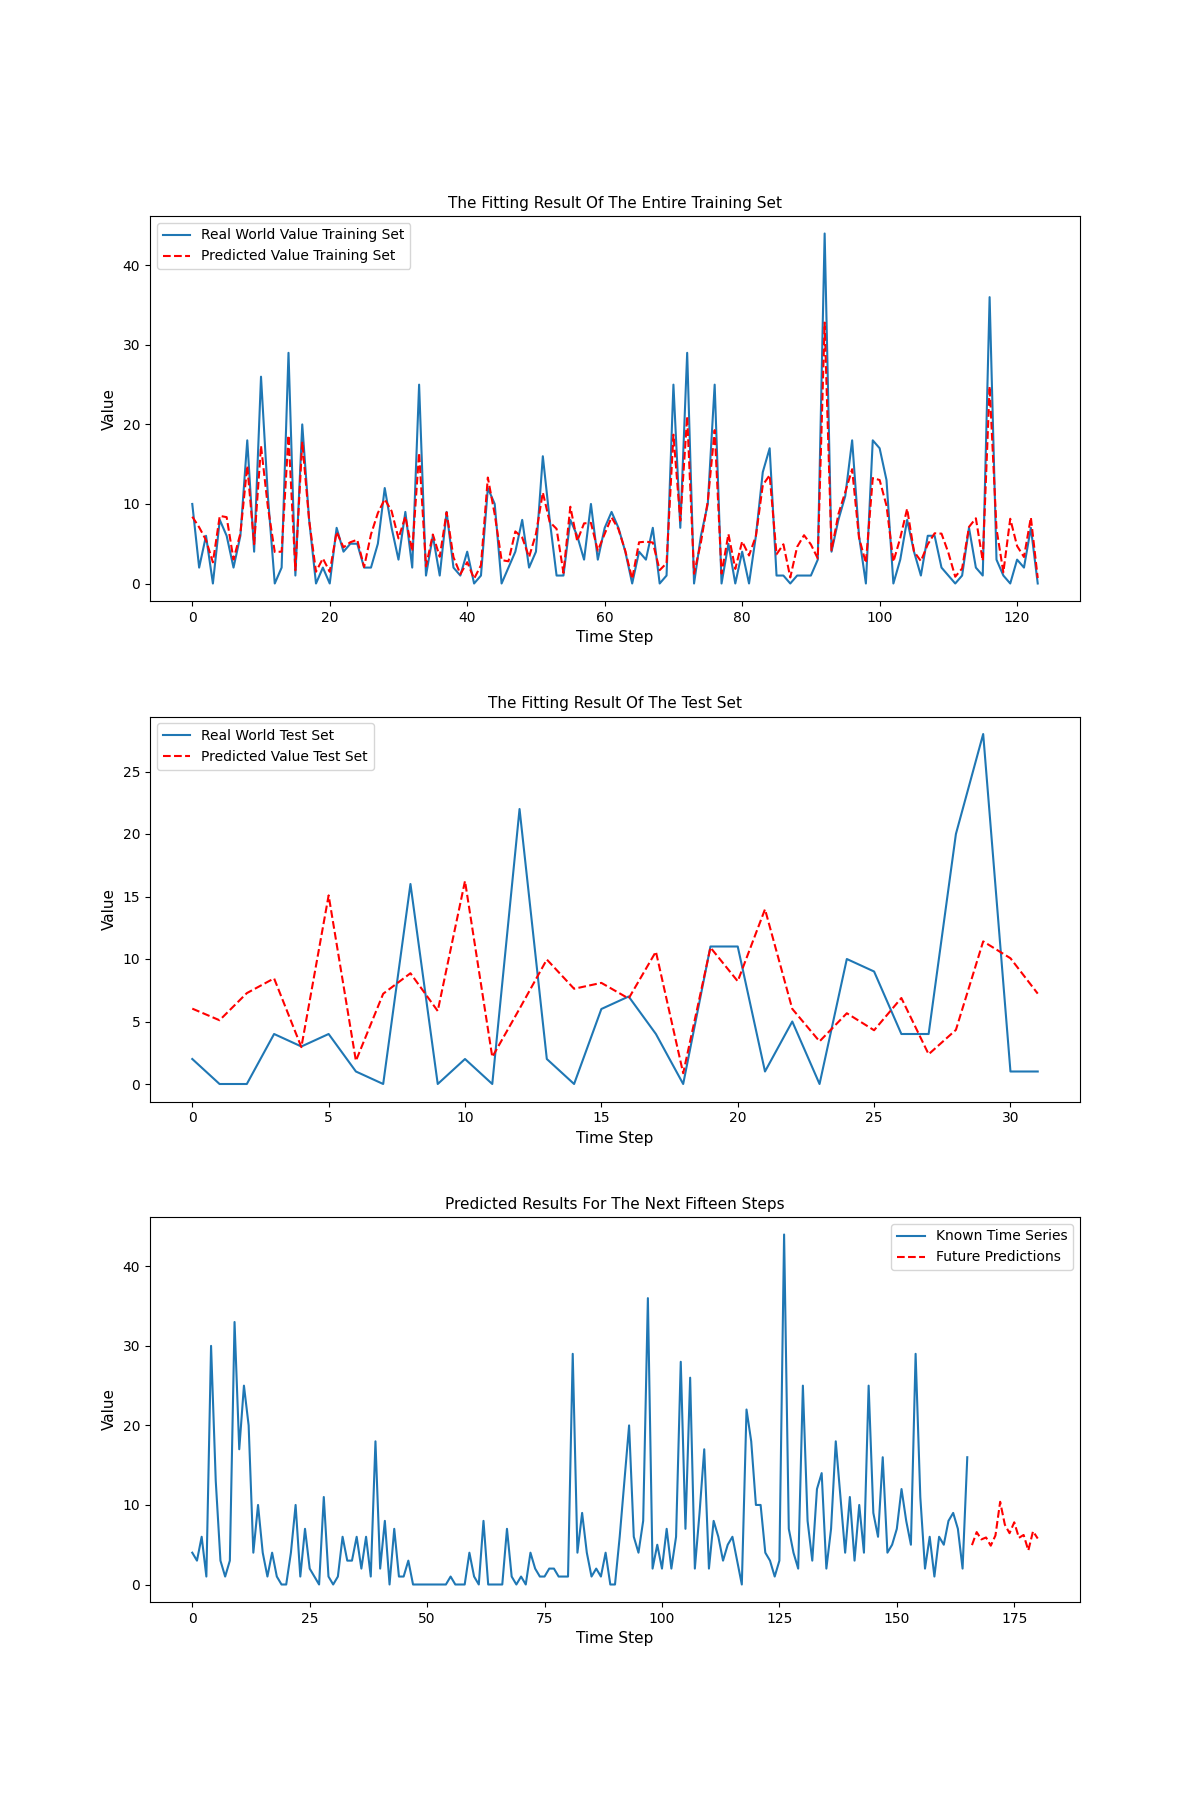 The Fitting Result Of The Entire Training Set
Real World Value Training Set
Predicted Value Training Set
Value
40
30
20
10
0
0 20 40 60 80 100 120
Time Step
The Fitting Result Of The Test Set
Real World Test Set
Predicted Value Test Set
Value
25
20
15
10
5
0
0 5 10 15 20 25 30
Time Step
Predicted Results For The Next Fifteen Steps
Known Time Series
Future Predictions
Value
40
30
20
10
0
0 25 50 75 100 125 150 175
Time Step